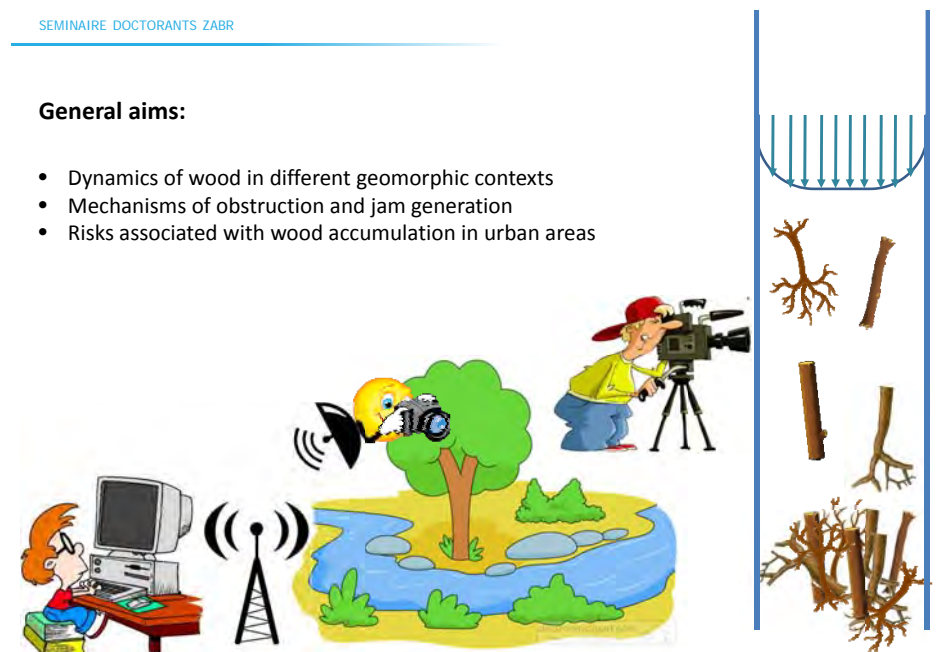 SEMINAIRE DOCTORANTS ZABR
General aims:
• Dynamics of wood in different geomorphic contexts
• Mechanisms of obstruction and jam generation
• Risks associated with wood accumulation in urban areas